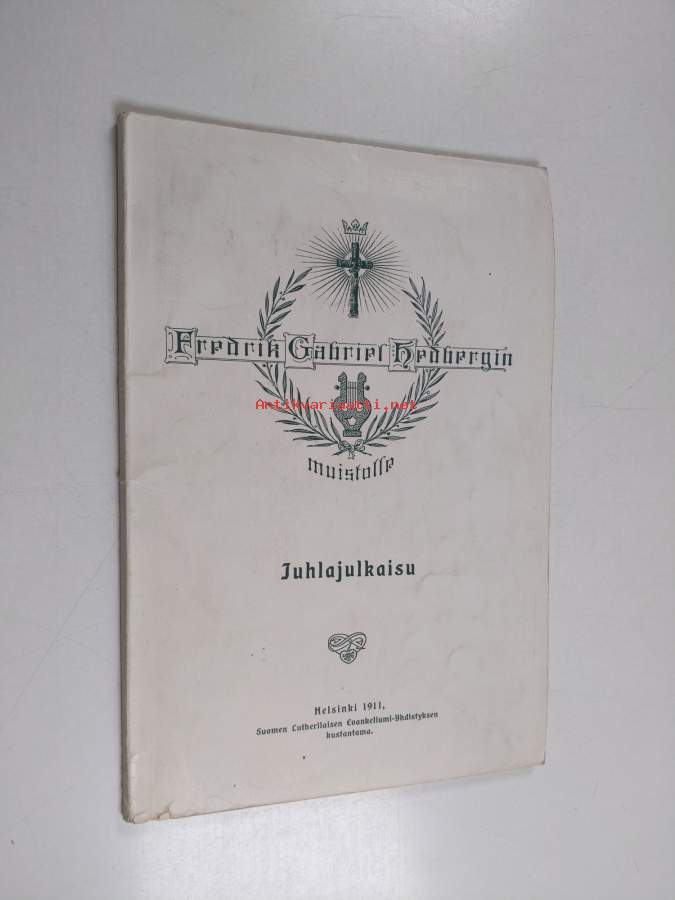 Fredrik Gabriel Hedbergin
Antikvariaatti.net
muistolle
Juhlajulkaisu
Helsinki 1911,
Suomen Lutherilaisen Evankeliumi-Yhdistyksen
kustantama.